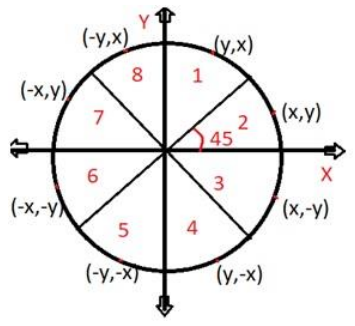 Y
(-y,x)
(y,x)
8
1
(-x,y)
(x,y)
7
2
45
X
6
3
(-x,-y)
(x,-y)
5
4
(-y,-x)
(y,-x)